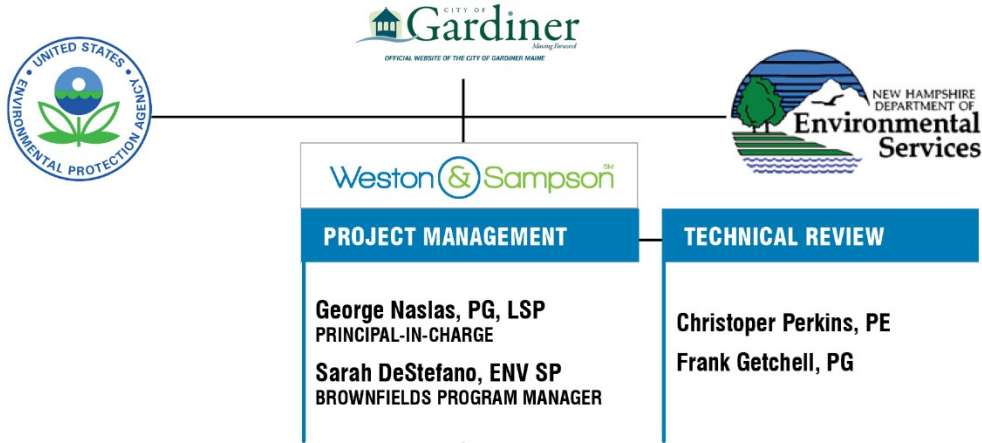 CITY OF
Gardiner
Moving Forward
OFFICIAL WEBSITE OF THE CITY OF GARDINER MAINE
UNITED STATES
ENVIRONMENTAL PROTECTION AGENCY
NEW HAMPSHIRE
DEPARTMENT OF
Environmental
Services
Weston & Sampson SM
PROJECT MANAGEMENT
George Naslas, PG, LSP
PRINCIPAL-IN-CHARGE
Sarah DeStefano, ENV SP
BROWNFIELDS PROGRAM MANAGER
TECHNICAL REVIEW
Christoper Perkins, PE
Frank Getchell, PG